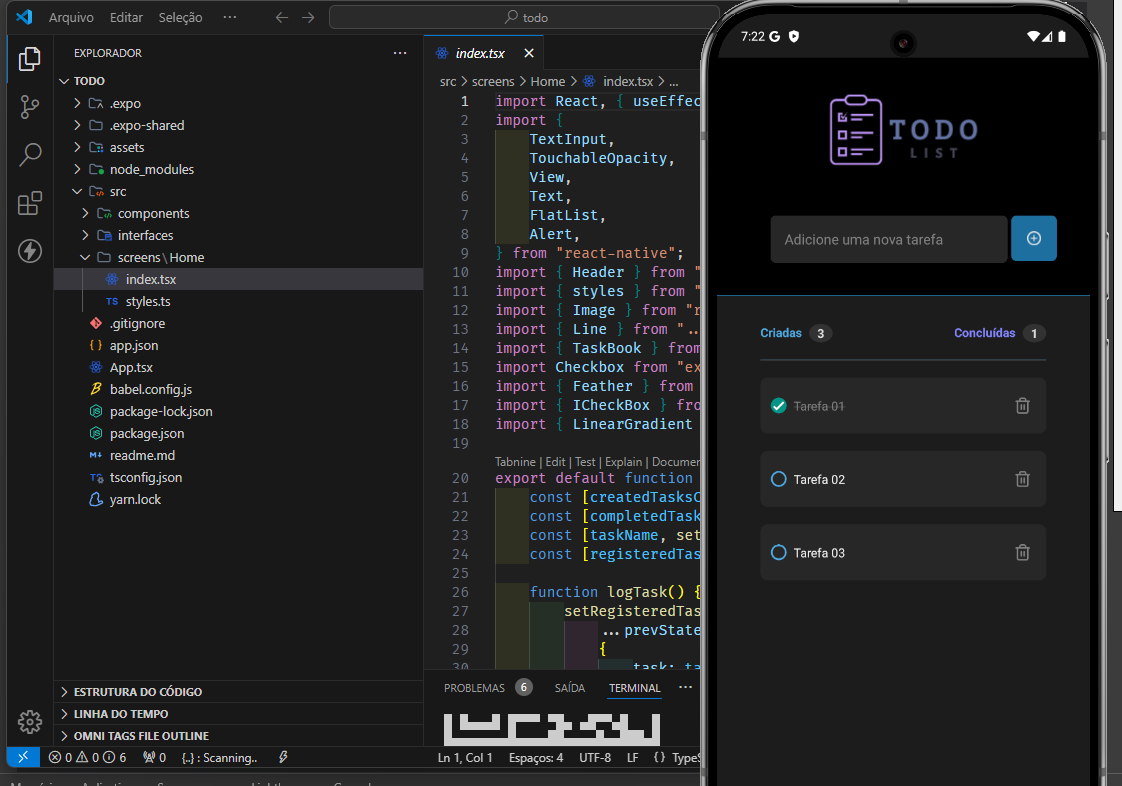 Arquivo Editar Seleção ... todo
EXPLORADOR ...
TODO
.expo
.expo-shared
assets
node_modules
src
components
interfaces
screens\Home
index.tsx
TS styles.ts
.gitignore
{ } app.json
App.tsx
babel.config.js
package-lock.json
package.json
M↓ readme.md
TS tsconfig.json
yarn.lock
ESTRUTURA DO CÓDIGO
LINHA DO TEMPO
OMNI TAGS FILE OUTLINE
index.tsx
src > screens > Home > index.tsx > ...
1 import React, { useEffec
2 import {
3 TextInput,
4 TouchableOpacity,
5 View,
6 Text,
7 FlatList,
8 Alert,
9 } from "react-native";
10 import { Header } from "
11 import { styles } from "
12 import { Image } from "r
13 import { Line } from "..
14 import { TaskBook } from
15 import Checkbox from "ex
16 import { Feather } from
17 import { ICheckBox } fro
18 import { LinearGradient
19
Tabnine | Edit | Test | Explain | Documen
20 export default function
21 const [createdTasksC
22 const [completedTask
23 const [taskName, set
24 const [registeredTas
25
26 function logTask() {
27 setRegisteredTas
28 ...prevState
29 {
30 task: ta
PROBLEMAS 6 SAÍDA TERMINAL ...
0 0 6 0 {..} : Scanning.. Ln 1, Col 1 Espaços: 4 UTF-8 LF { } TypeS
7:22 G
TODO
LIST
Adicione uma nova tarefa
Criadas 3 Concluídas 1
Tarefa 01
Tarefa 02
Tarefa 03